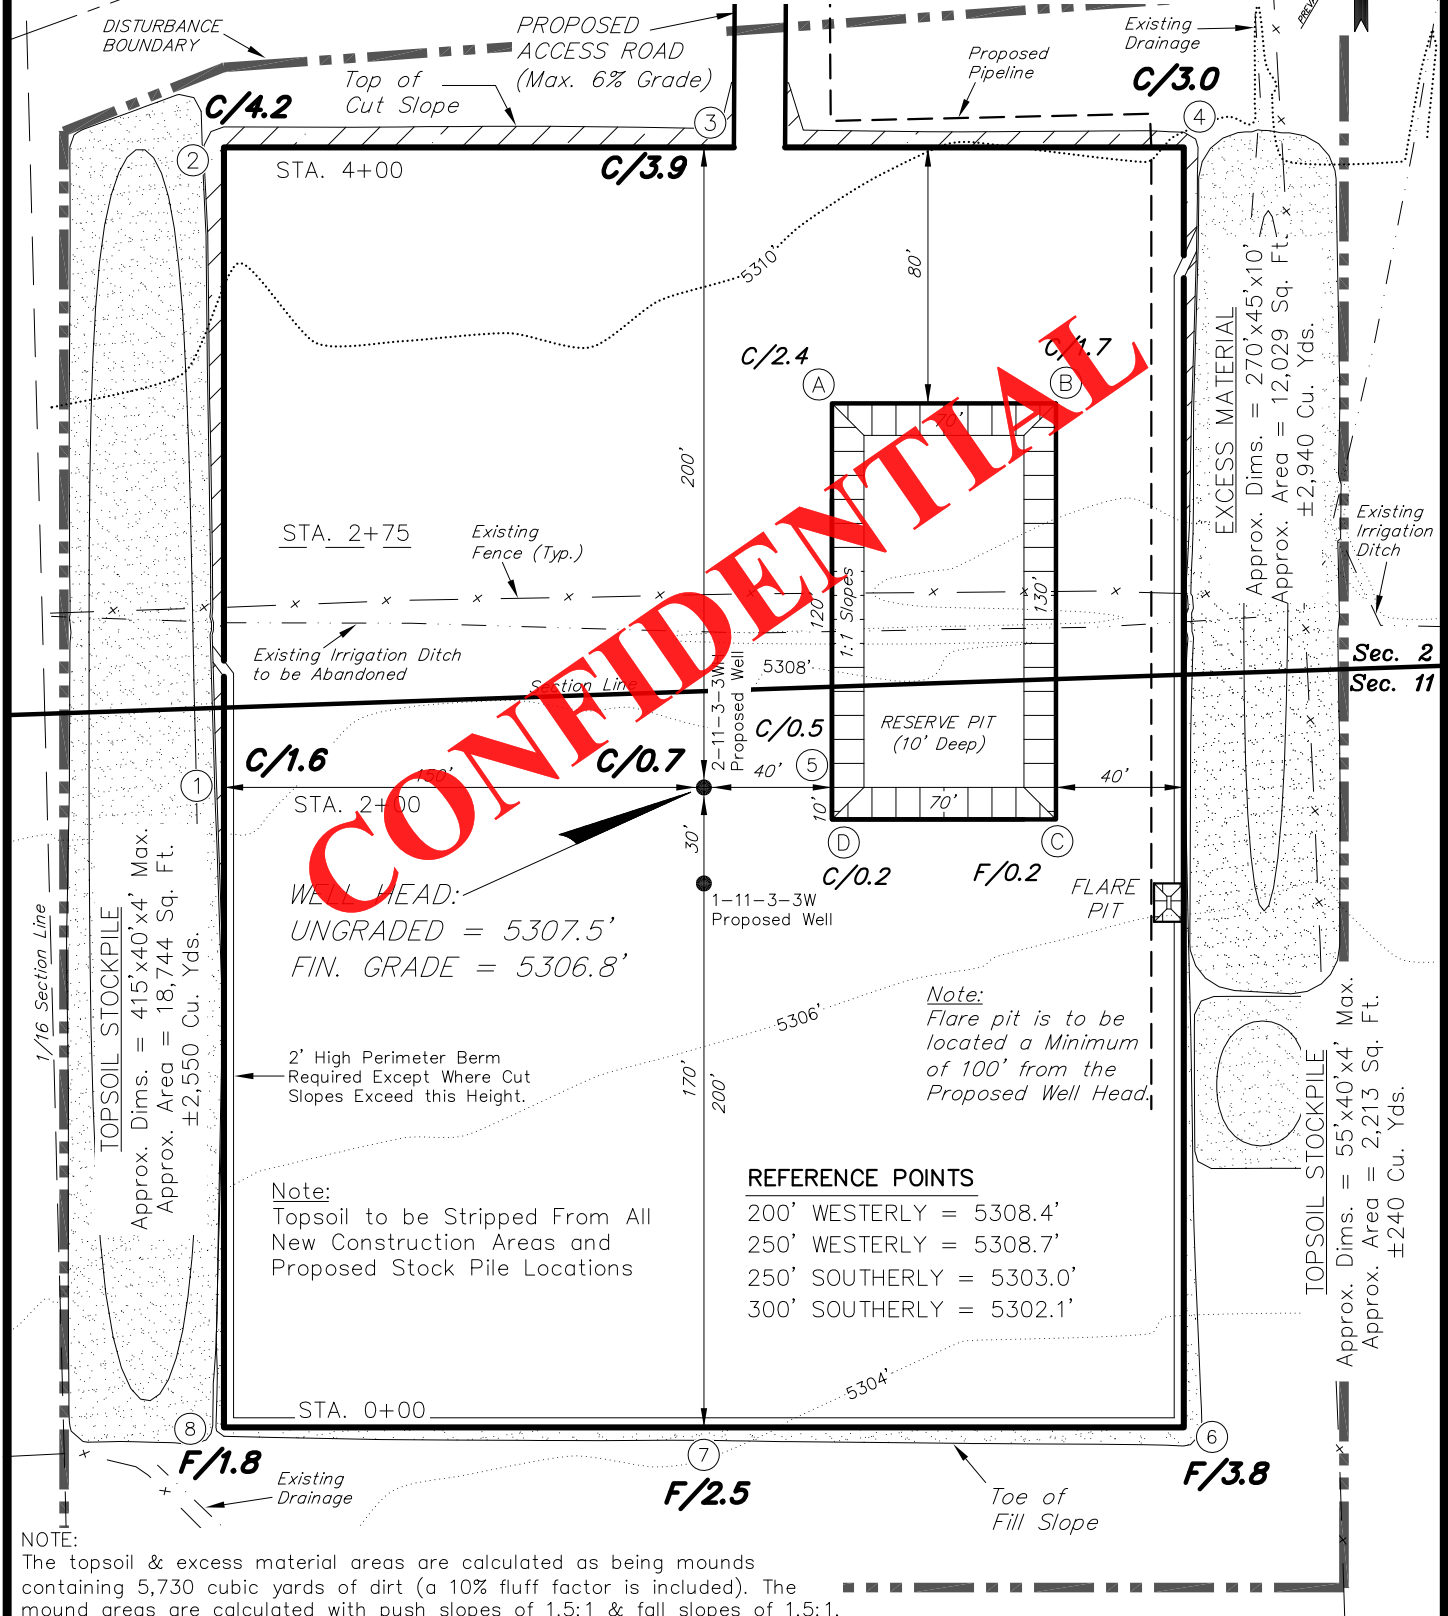 DISTURBANCE
BOUNDARY
PROPOSED
ACCESS ROAD
(Max. 6% Grade)
Top of
Cut Slope
Proposed
Pipeline
Existing
Drainage
C/4.2
C/3.0
2
3
4
STA. 4+00
C/3.9
5310'
80'
200'
C/2.4
C/1.7
A
B
70'
EXCESS MATERIAL
Approx. Dims. = 270'x45'x10'
Approx. Area = 12,029 Sq. Ft.
±2,940 Cu. Yds.
STA. 2+75
Existing
Fence (Typ.)
Existing
Irrigation
Ditch
120'
1:1 Slopes
130'
CONFIDENTIAL
Existing Irrigation Ditch
to be Abandoned
Section Line
5308'
Sec. 2
Sec. 11
2-11-3-3W
Proposed Well
RESERVE PIT
(10' Deep)
C/1.6
C/0.7
C/0.5
5
1
150'
40'
40'
STA. 2+00
10'
70'
30'
D
C
C/0.2
F/0.2
WELL HEAD:
UNGRADED = 5307.5'
FIN. GRADE = 5306.8'
1-11-3-3W
Proposed Well
FLARE
PIT
1/16 Section Line
TOPSOIL STOCKPILE
Approx. Dims. = 415'x40'x4' Max.
Approx. Area = 18,744 Sq. Ft.
±2,550 Cu. Yds.
5306'
Note:
Flare pit is to be
located a Minimum
of 100' from the
Proposed Well Head.
2' High Perimeter Berm
Required Except Where Cut
Slopes Exceed this Height.
170'
200'
TOPSOIL STOCKPILE
Approx. Dims. = 55'x40'x4' Max.
Approx. Area = 2,213 Sq. Ft.
±240 Cu. Yds.
Note:
Topsoil to be Stripped From All
New Construction Areas and
Proposed Stock Pile Locations
REFERENCE POINTS
200' WESTERLY = 5308.4'
250' WESTERLY = 5308.7'
250' SOUTHERLY = 5303.0'
300' SOUTHERLY = 5302.1'
5304'
STA. 0+00
8
7
6
F/1.8
F/2.5
F/3.8
Existing
Drainage
Toe of
Fill Slope
NOTE:
The topsoil & excess material areas are calculated as being mounds
containing 5,730 cubic yards of dirt (a 10% fluff factor is included). The
mound areas are calculated with push slopes of 1.5:1 & fall slopes of 1.5:1.